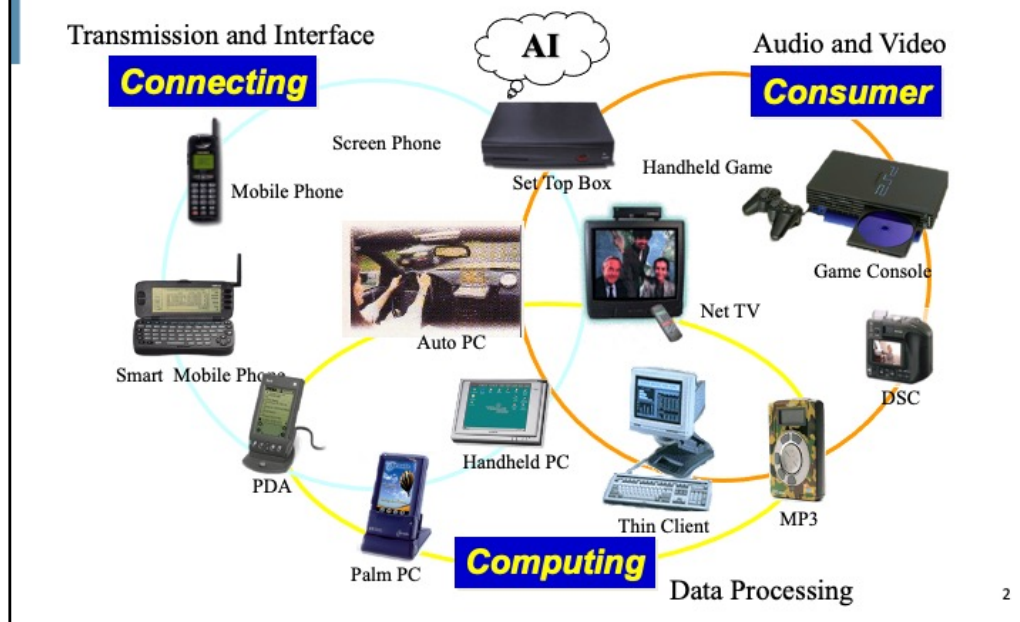 Transmission and Interface
Connecting
AI
Audio and Video
Consumer
Screen Phone
Mobile Phone
Set Top Box
Handheld Game
Game Console
Auto PC
Net TV
Smart Mobile Phone
DSC
PDA
Handheld PC
Thin Client
MP3
Palm PC
Computing
Data Processing
2